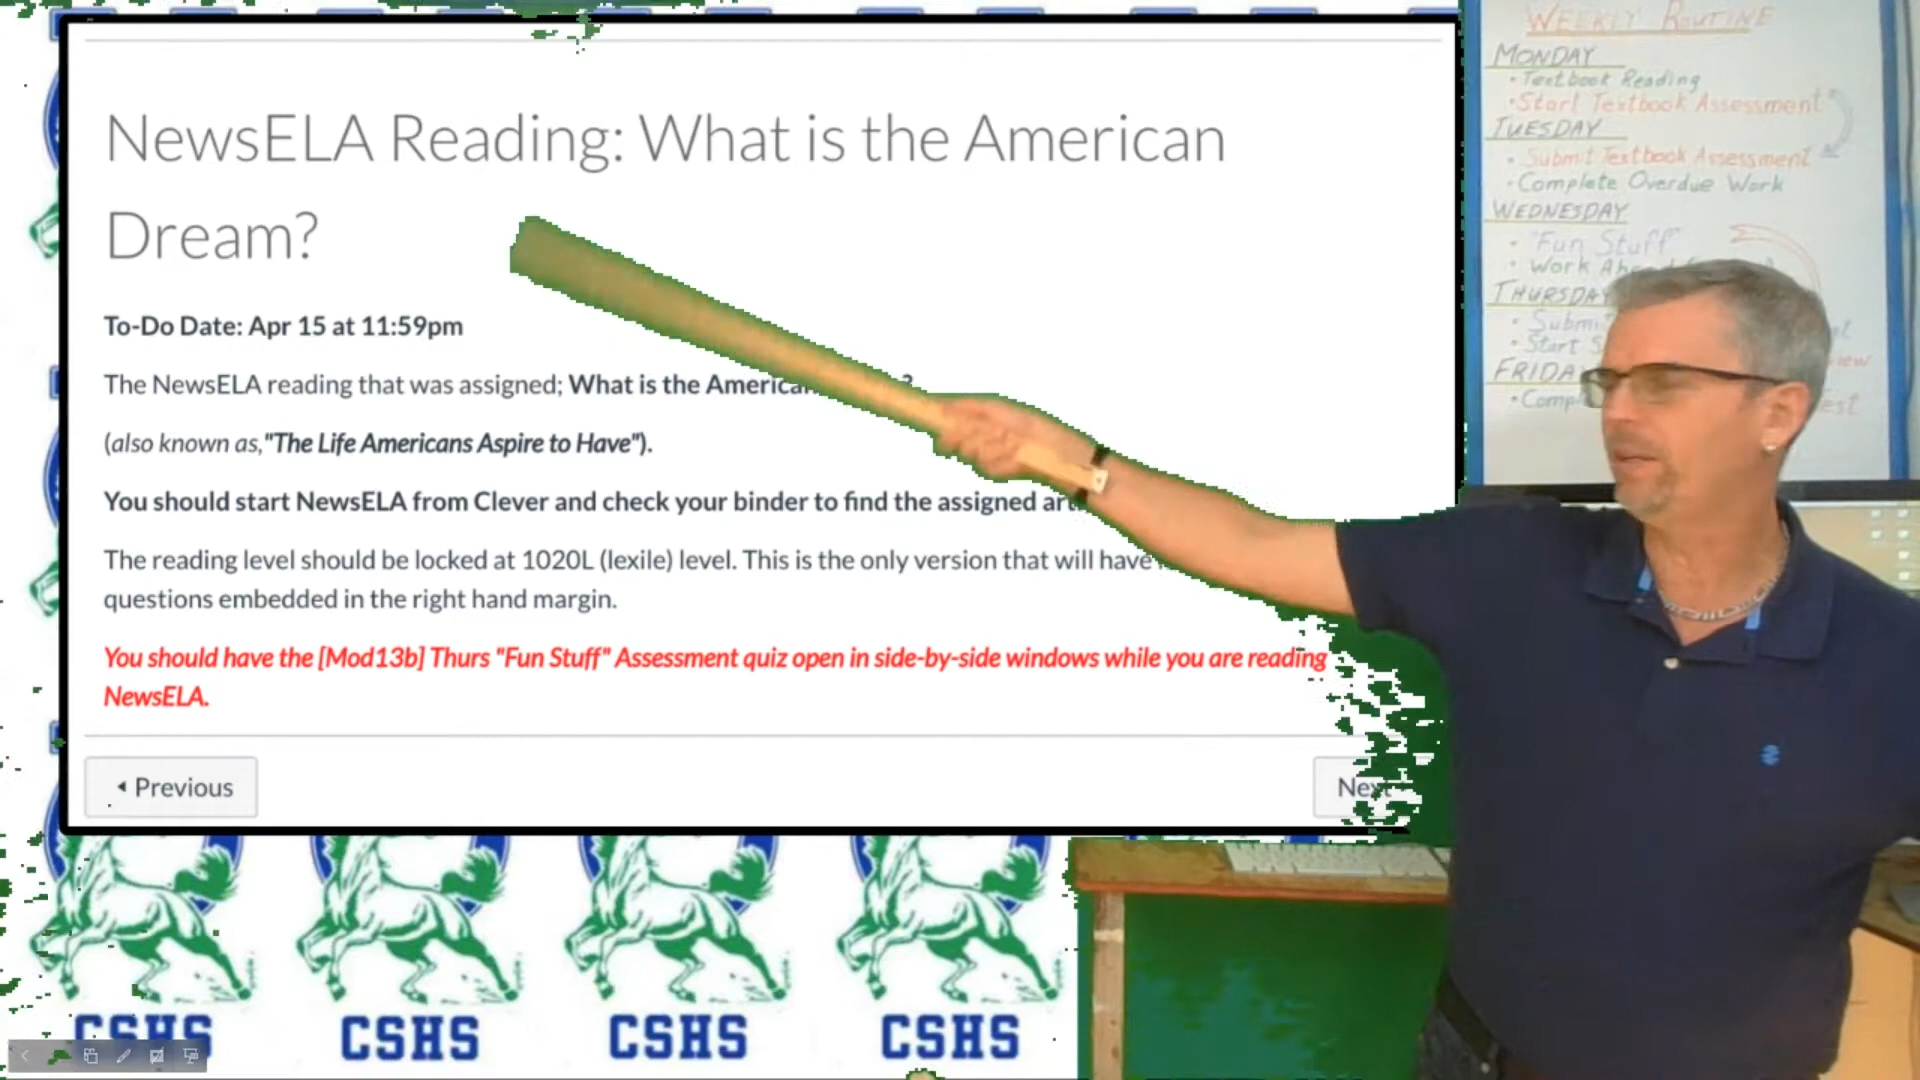 NewsELA Reading: What is the American
Dream?
To-Do Date: Apr 15 at 11:59pm
The NewsELA reading that was assigned; What is the American ?
(also known as,"The Life Americans Aspire to Have").
You should start NewsELA from Clever and check your binder to find the assigned
The reading level should be locked at 1020L (lexile) level. This is the only version that will have
questions embedded in the right hand margin.
You should have the [Mod13b] Thurs "Fun Stuff" Assessment quiz open in side-by-side windows while you are reading
NewsELA.
Previous
Next
WEEKLY ROUTINE
MONDAY
• Textbook Reading
• Start Textbook Assessment
TUESDAY
• Submit Textbook Assessment
• Complete Overdue Work
WEDNESDAY
• "Fun Stuff"
• Work
THURSDAY
• Submi
• Start S
FRIDA
• Comp
CSHS
CSHS
CSHS
CSHS